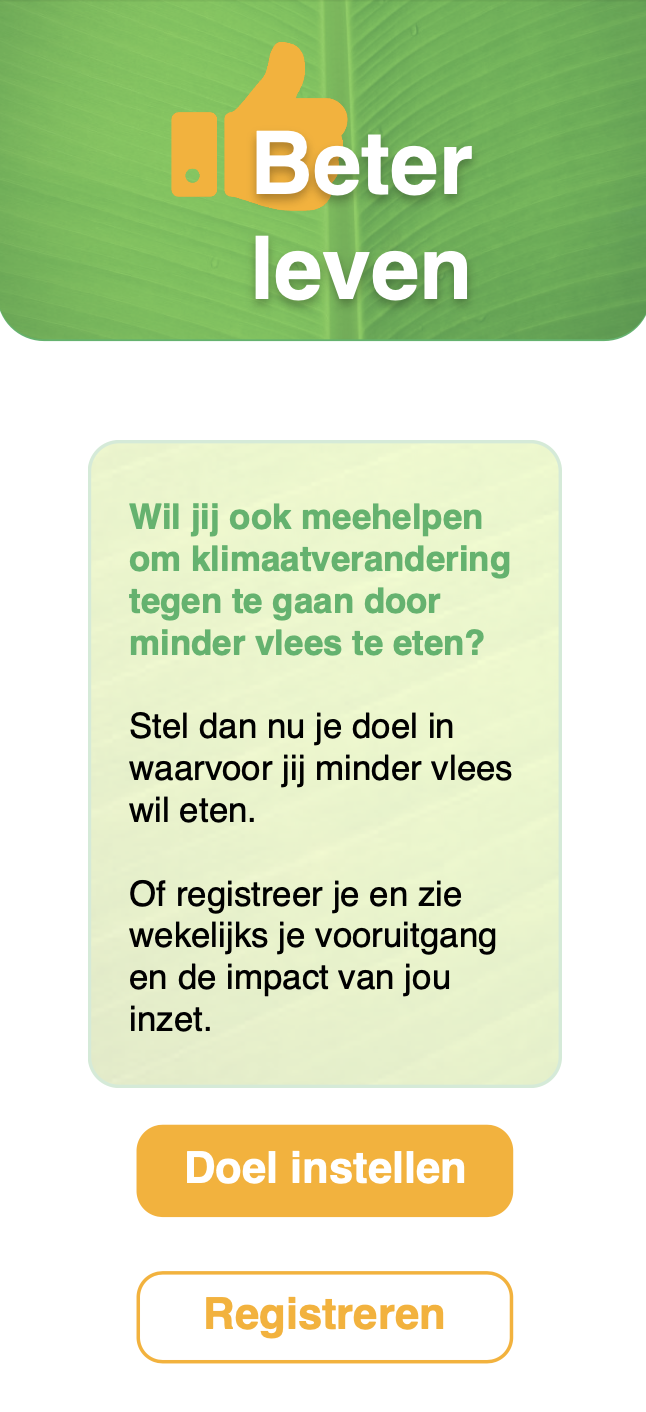 Beter
leven
Wil jij ook meehelpen
om klimaatverandering
tegen te gaan door
minder vlees te eten?
Stel dan nu je doel in
waarvoor jij minder vlees
wil eten.
Of registreer je en zie
wekelijks je vooruitgang
en de impact van jou
inzet.
Doel instellen
Registreren